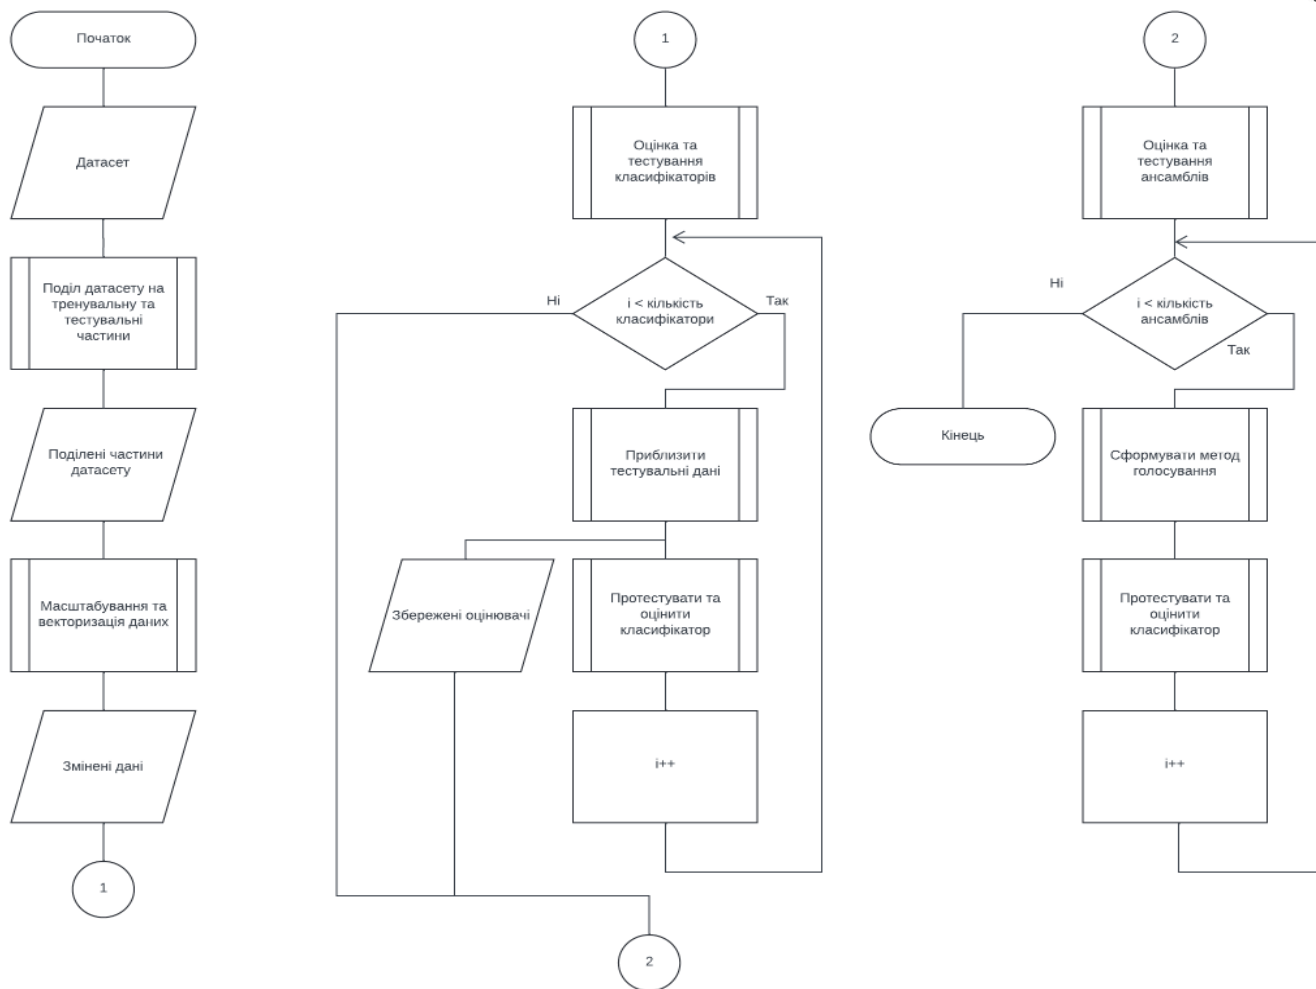 Початок
Датасет
Поділ датасету на
тренувальну та
тестувальні
частини
Поділені частини
датасету
Масштабування та
векторизація даних
Змінені дані
1
1
Оцінка та
тестування
класифікаторів
Ні
i < кількість
класифікатори
Так
Приблизити
тестувальні дані
Збережені оцінювачі
Протестувати та
оцінити
класифікатор
i++
2
2
Оцінка та
тестування
ансамблів
Ні
i < кількість
ансамблів
Так
Кінець
Сформувати метод
голосування
Протестувати та
оцінити
класифікатор
i++